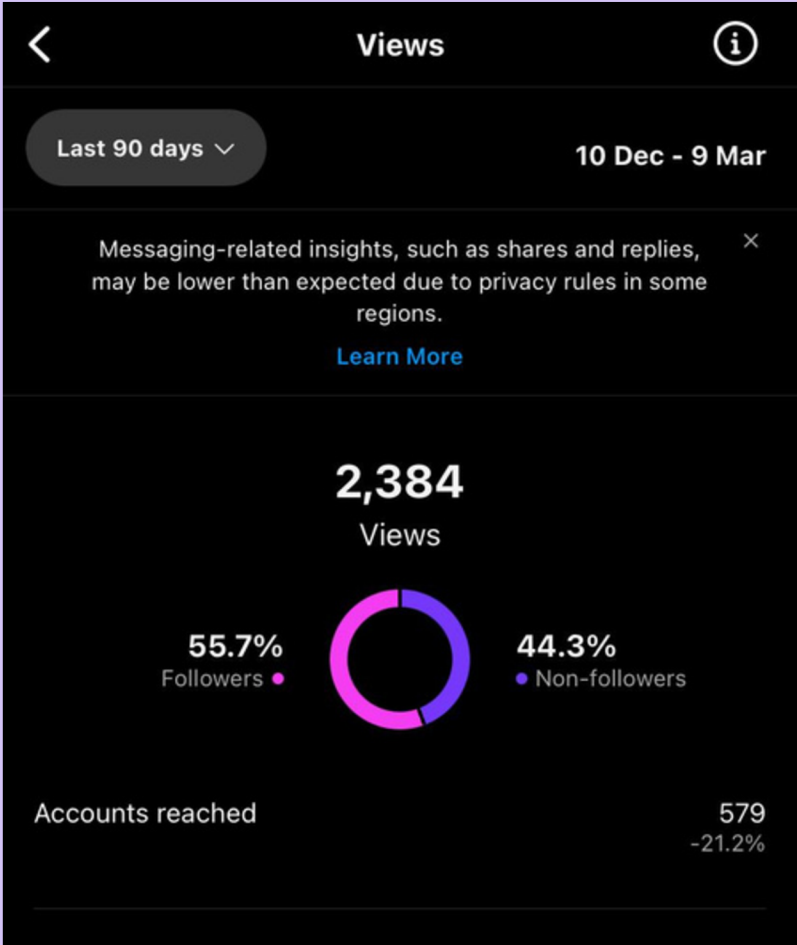 Views
Last 90 days
10 Dec - 9 Mar
Messaging-related insights, such as shares and replies,
may be lower than expected due to privacy rules in some
regions.
Learn More
2,384
Views
55.7%
Followers
44.3%
Non-followers
Accounts reached
579
-21.2%